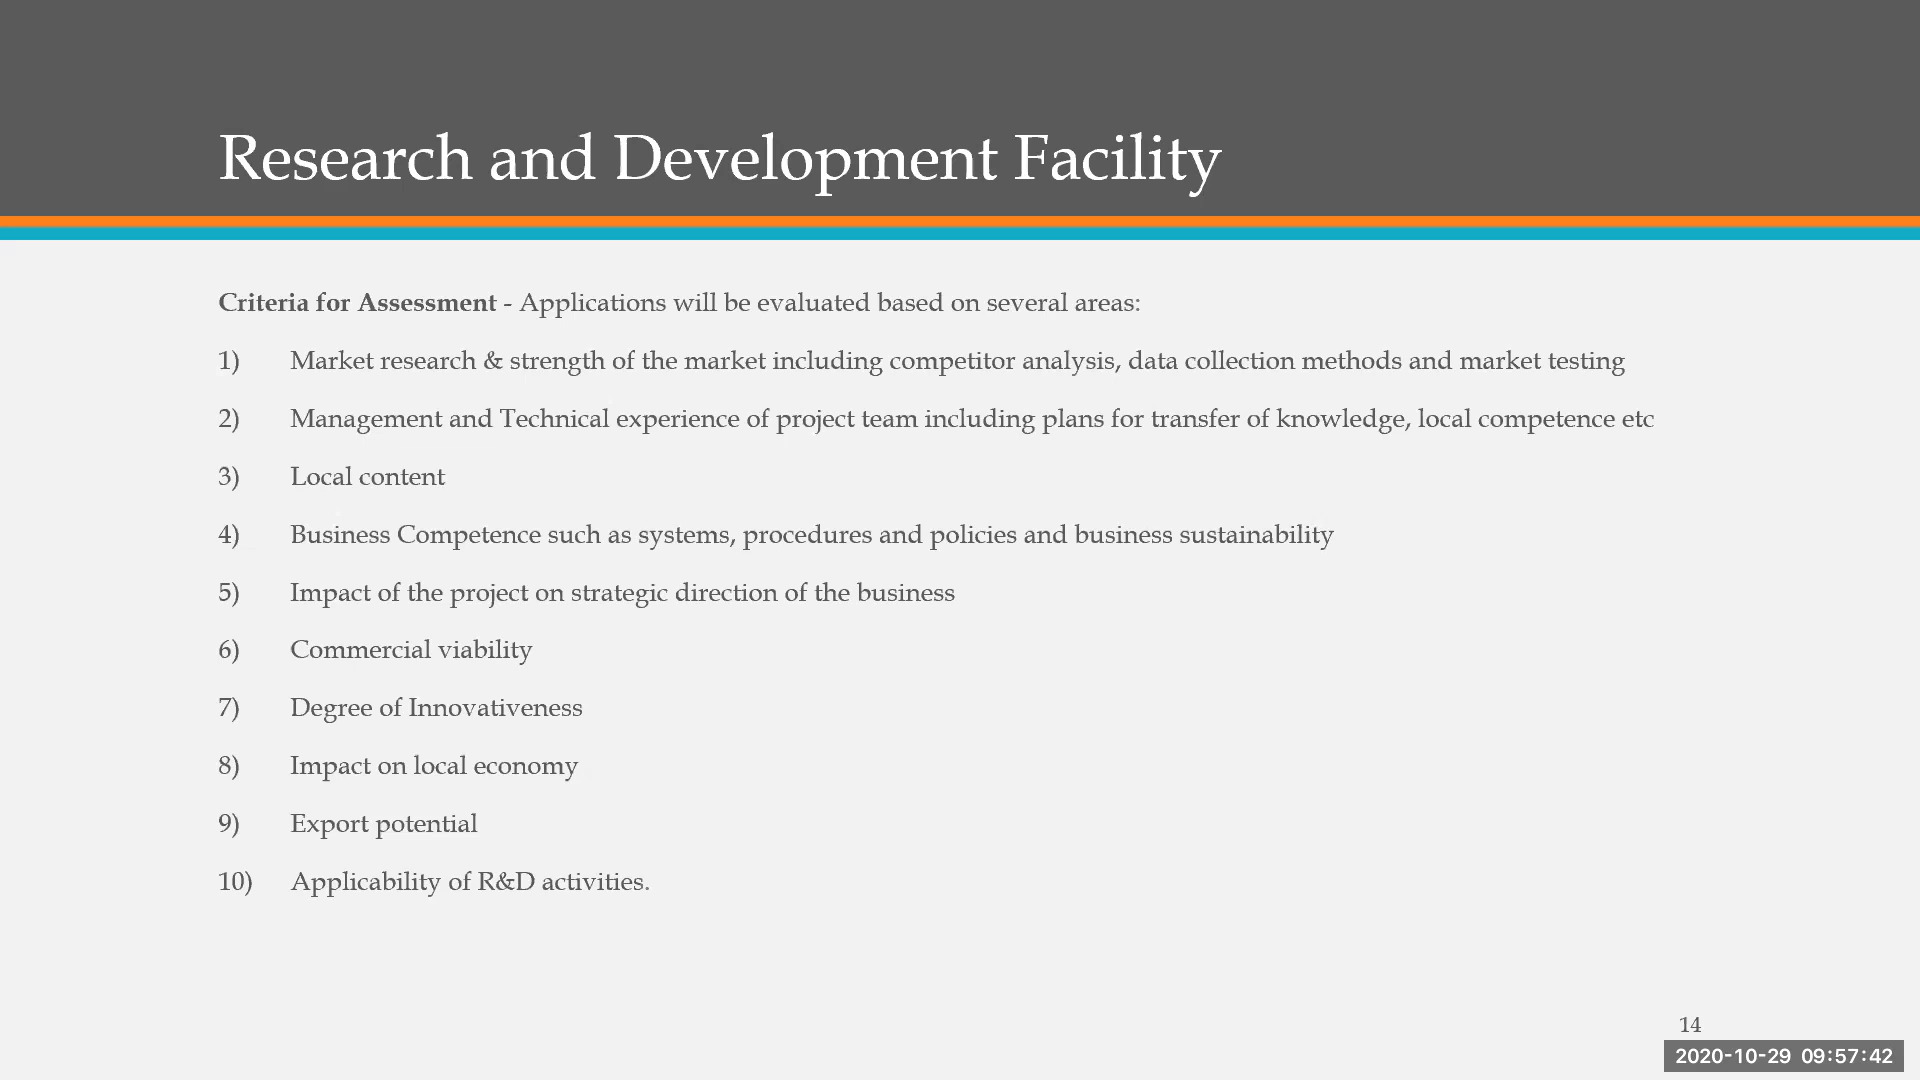 Research and Development Facility
Criteria for Assessment - Applications will be evaluated based on several areas:
1) Market research & strength of the market including competitor analysis, data collection methods and market testing
2) Management and Technical experience of project team including plans for transfer of knowledge, local competence etc
3) Local content
4) Business Competence such as systems, procedures and policies and business sustainability
5) Impact of the project on strategic direction of the business
6) Commercial viability
7) Degree of Innovativeness
8) Impact on local economy
9) Export potential
10) Applicability of R&D activities.
14
2020-10-29 09:57:42